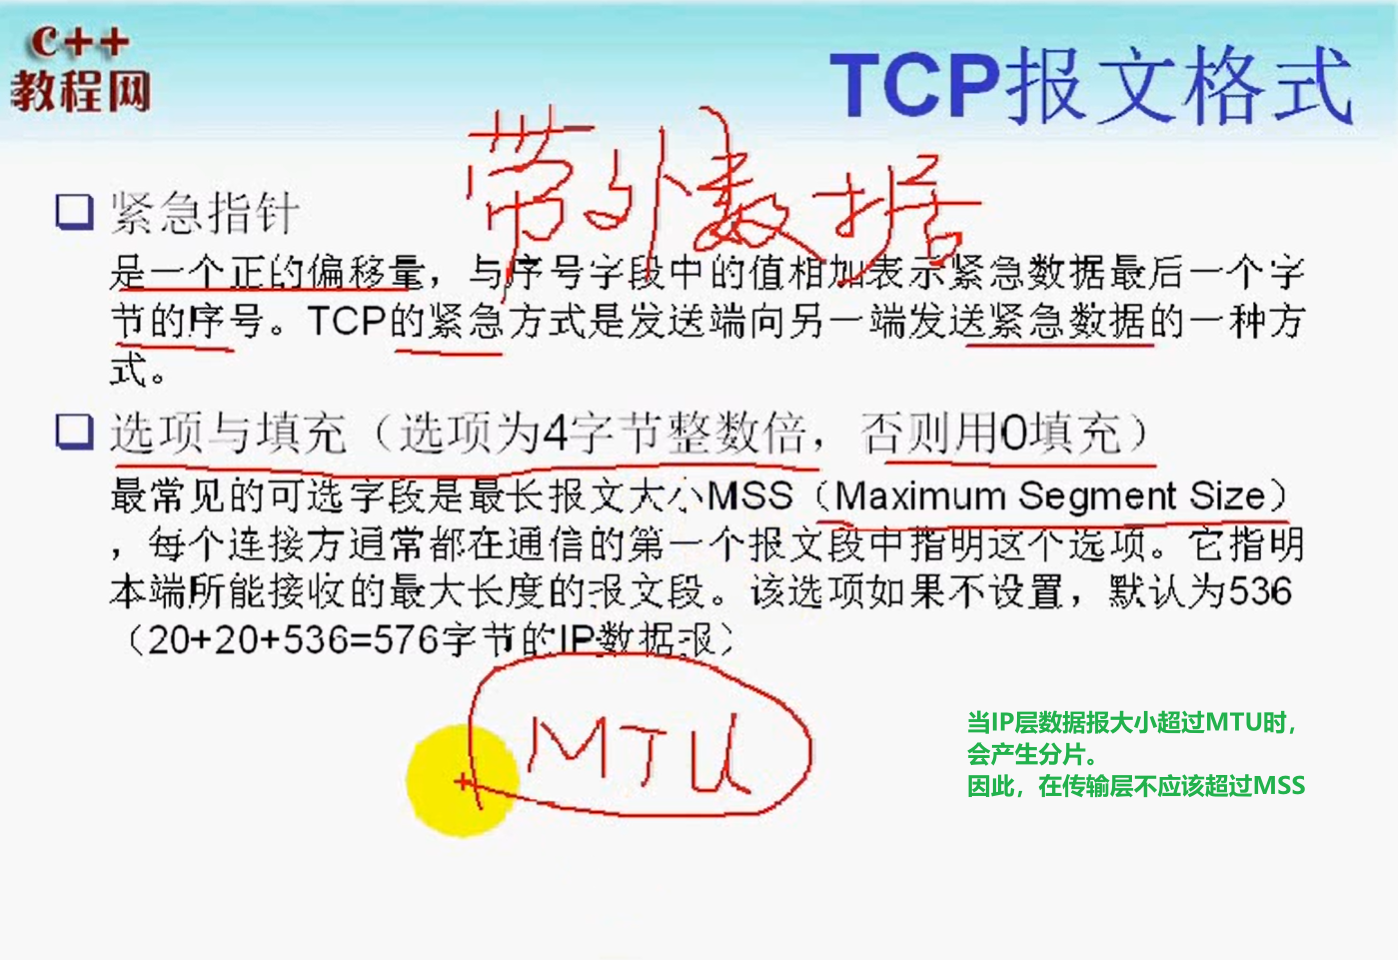 C++
教程网
TCP报文格式
带外数据
紧急指针
是一个正的偏移量，与序号字段中的值相加表示紧急数据最后一个字
节的序号。TCP的紧急方式是发送端向另一端发送紧急数据的一种方
式。
选项与填充（选项为4字节整数倍，否则用0填充）
最常见的可选字段是最长报文大小MSS（Maximum Segment Size）
，每个连接方通常都在通信的第一个报文段中指明这个选项。它指明
本端所能接收的最大长度的报文段。该选项如果不设置，默认为536
（20+20+536=576字节的IP数据报）
MTU
当IP层数据报大小超过MTU时，
会产生分片。
因此，在传输层不应该超过MSS